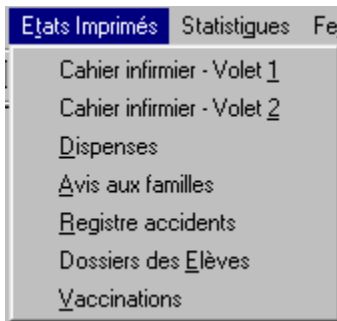 Etats Imprimés Statistigues Fe
Cahier infirmier - Volet 1
Cahier infirmier - Volet 2
Dispenses
Avis aux familles
Registre accidents
Dossiers des Elèves
Vaccinations